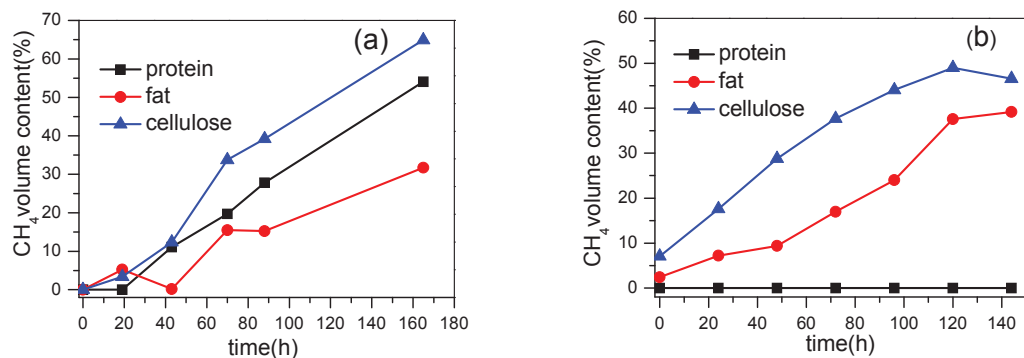 (a)
CH4 volume content(%)
70
60
50
40
30
20
10
0
protein
fat
cellulose
0 20 40 60 80 100 120 140 160 180
time(h)
(b)
CH4 volume content(%)
60
50
40
30
20
10
0
protein
fat
cellulose
0 20 40 60 80 100 120 140
time(h)